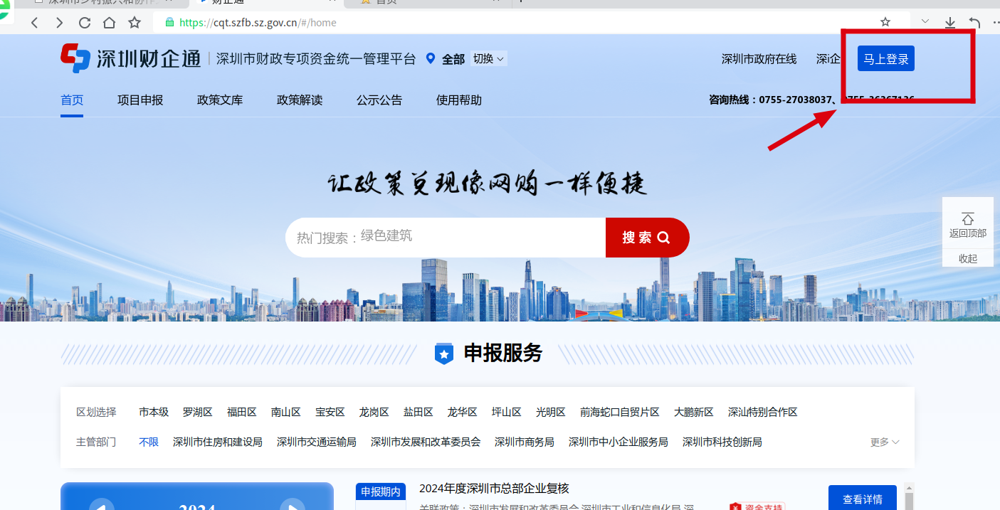 财企通
首页
https://cqt.szfb.sz.gov.cn/#/home
深圳财企通 | 深圳市财政专项资金统一管理平台 全部 切换
深圳市政府在线 深i企 马上登录
首页 项目申报 政策文库 政策解读 公示公告 使用帮助
咨询热线：0755-27038037、
让政策兑现像网购一样便捷
热门搜索：绿色建筑 搜索
返回顶部
收起
申报服务
区划选择 市本级 罗湖区 福田区 南山区 宝安区 龙岗区 盐田区 龙华区 坪山区 光明区 前海蛇口自贸片区 大鹏新区 深汕特别合作区
主管部门 不限 深圳市住房和建设局 深圳市交通运输局 深圳市发展和改革委员会 深圳市商务局 深圳市中小企业服务局 深圳市科技创新局 更多
2024
申报期内 2024年度深圳市总部企业复核
关联政策：深圳市发展和改革委员会 深圳市工业和信息化局 深
资金支持
查看详情